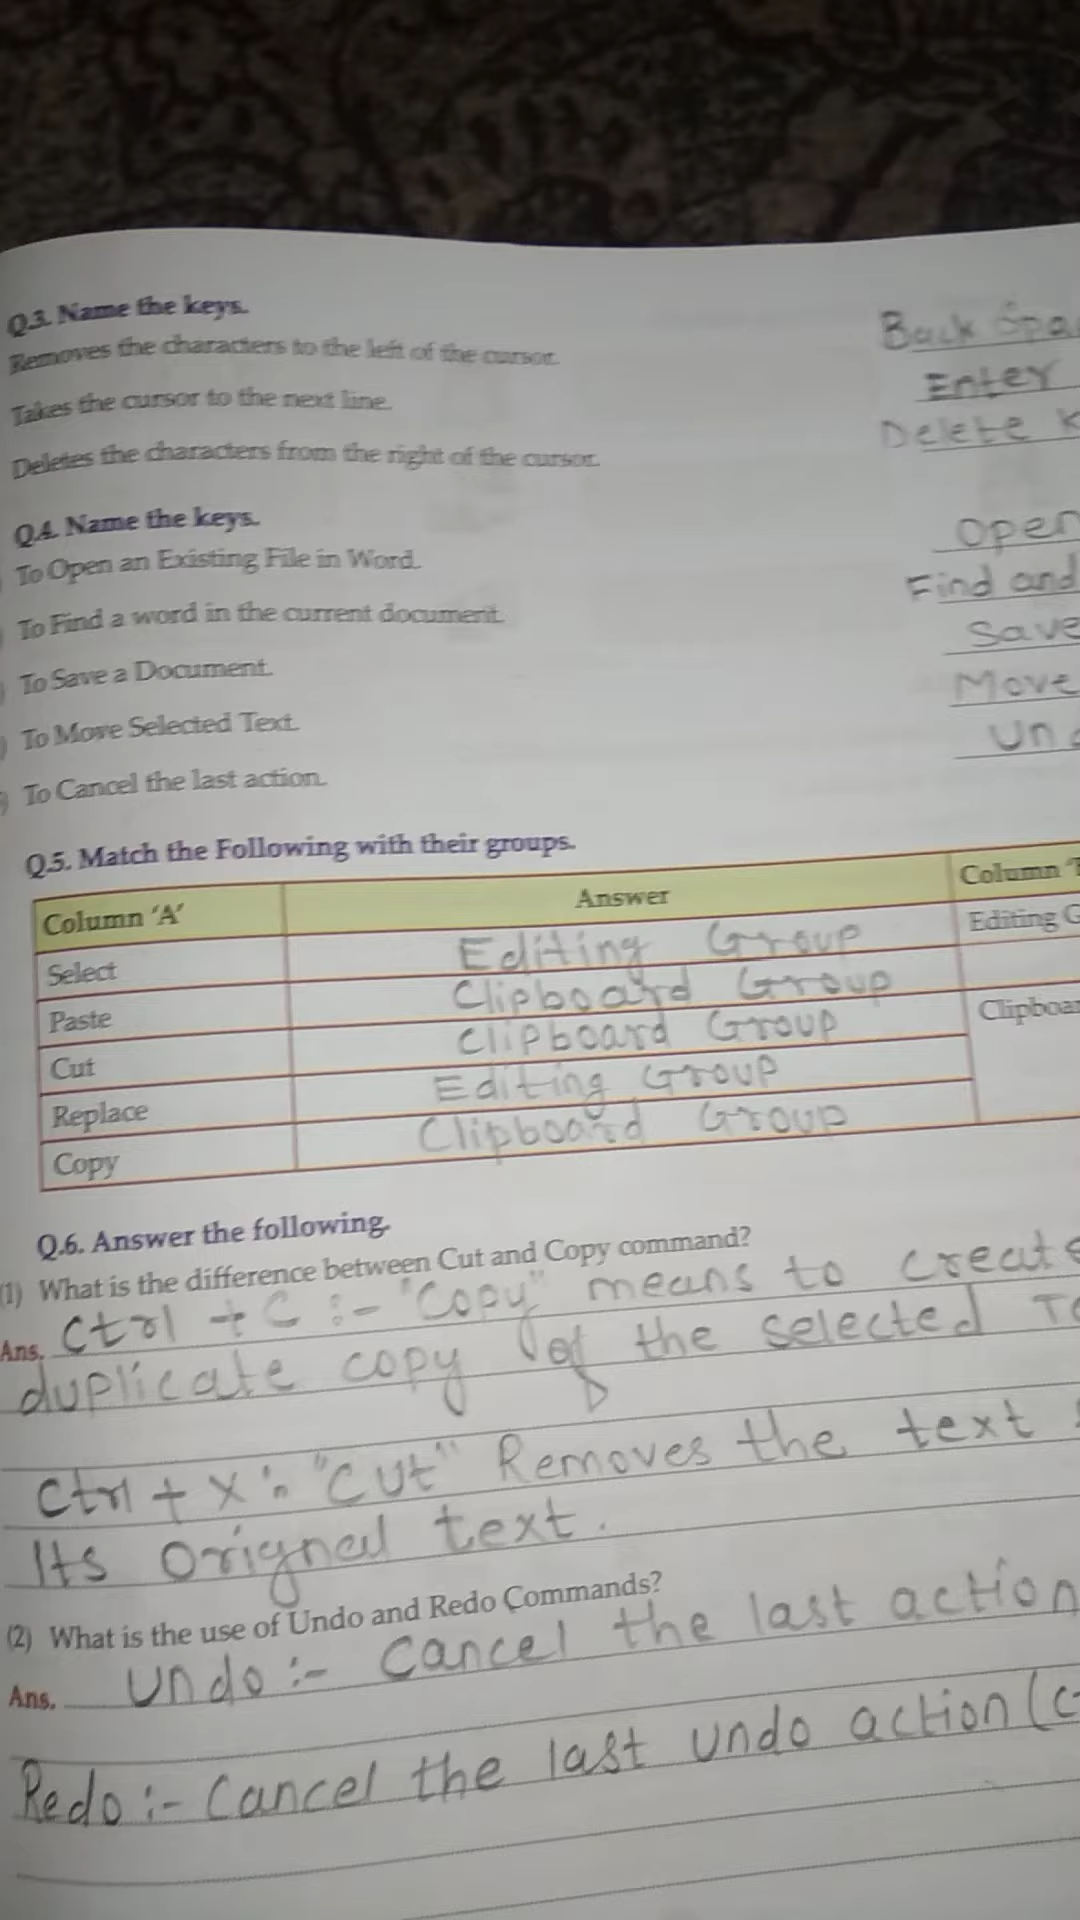 Q.3. Name the keys.
Removes the characters to the left of the cursor. Back Spa
Takes the cursor to the next line. Enter
Deletes the characters from the right of the cursor. Delete K
Q.4. Name the keys.
To Open an Existing File in Word. Open
To Find a word in the current document. Find and
To Save a Document. Save
To Move Selected Text. Move
To Cancel the last action. Und
Q.5. Match the Following with their groups.
Column 'A' Answer Column 'B
Select Editing Group Editing G
Paste Clipboard Group
Cut Clipboard Group Clipboar
Replace Editing Group
Copy Clipboard Group
Q.6. Answer the following.
(1) What is the difference between Cut and Copy command?
Ans. Ctrl + C :- "Copy" means to create
duplicate copy of the selected Te
Ctrl + X :- "Cut" Removes the text
Its Orignal text.
(2) What is the use of Undo and Redo Commands?
Ans. Undo :- Cancel the last action
Redo :- Cancel the last undo action (c